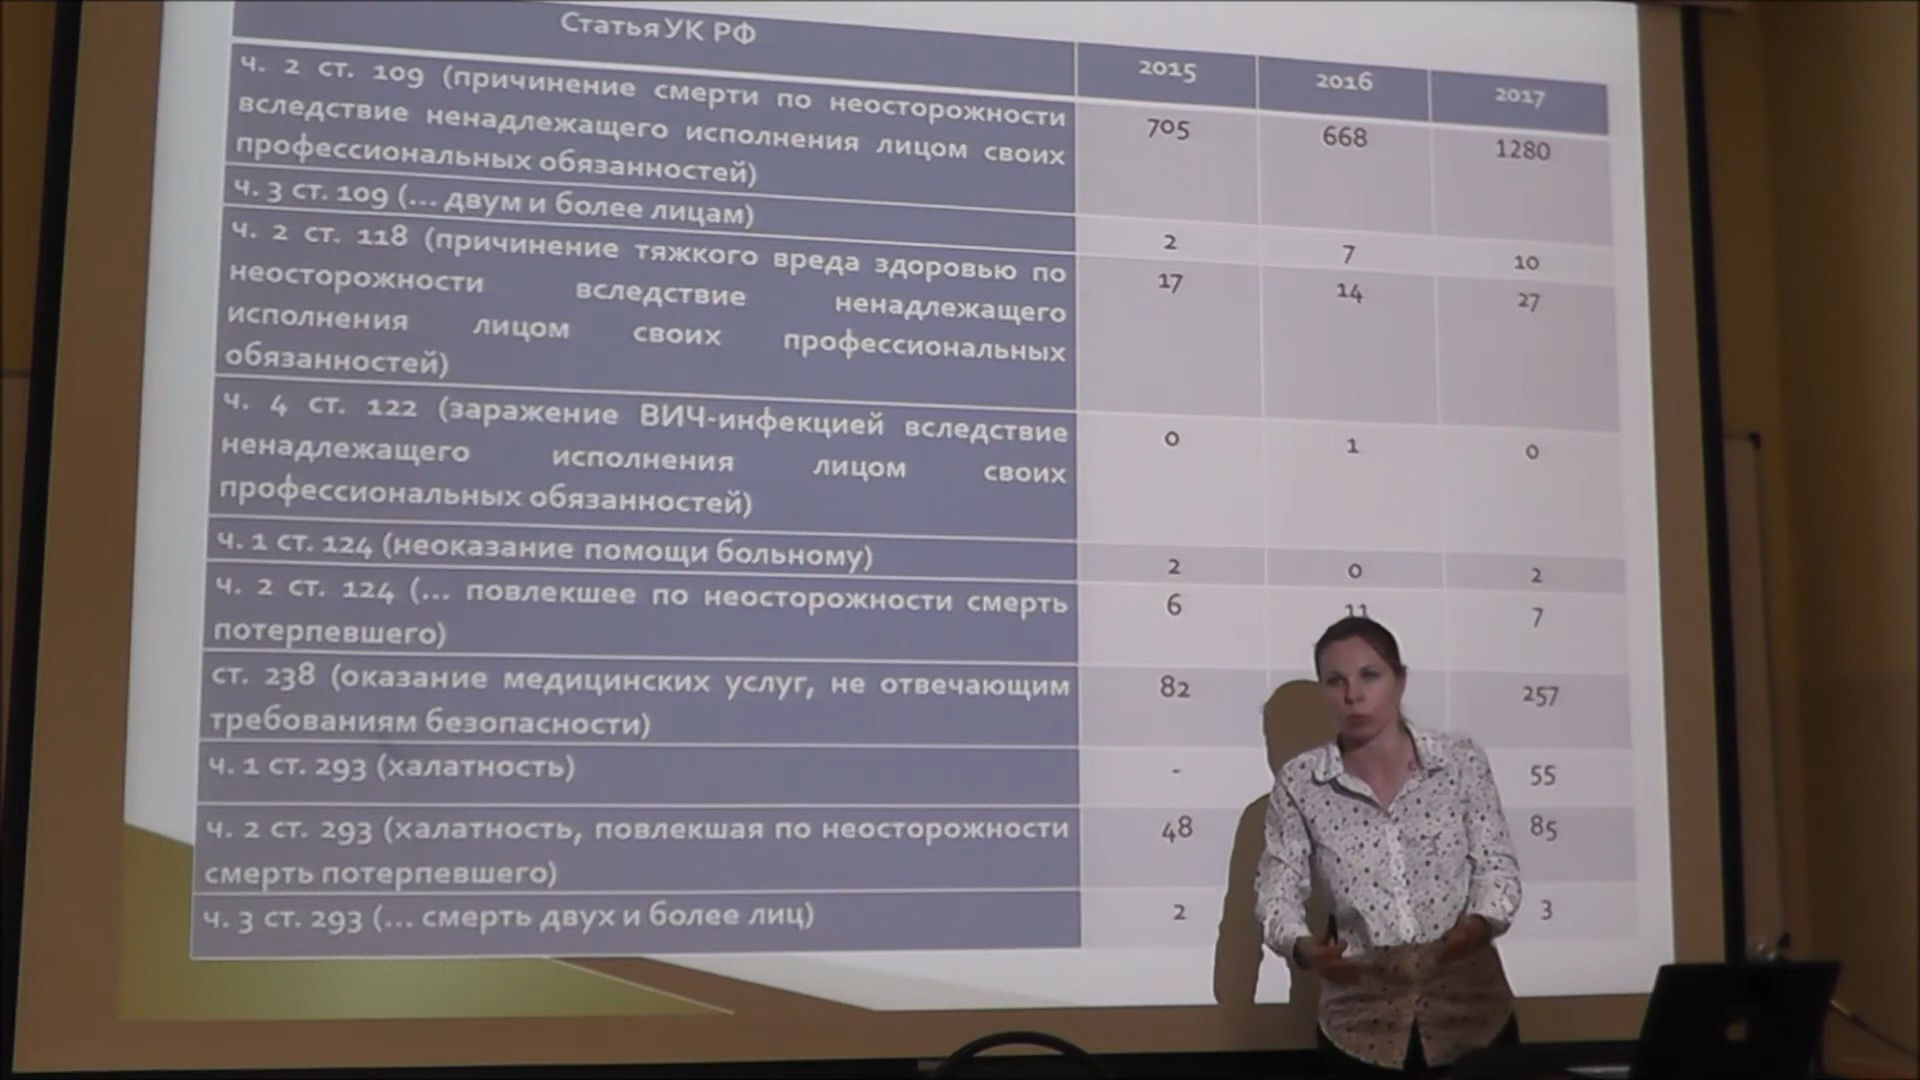 Статья УК РФ 2015 2016 2017
ч. 2 ст. 109 (причинение смерти по неосторожности
вследствие ненадлежащего исполнения лицом своих
профессиональных обязанностей)
705 668 1280
ч. 3 ст. 109 (... двум и более лицам)
2 7 10
ч. 2 ст. 118 (причинение тяжкого вреда здоровью по
неосторожности вследствие ненадлежащего
исполнения лицом своих профессиональных
обязанностей)
17 14 27
ч. 4 ст. 122 (заражение ВИЧ-инфекцией вследствие
ненадлежащего исполнения лицом своих
профессиональных обязанностей)
0 1 0
ч. 1 ст. 124 (неоказание помощи больному)
2 0 2
ч. 2 ст. 124 (... повлекшее по неосторожности смерть
потерпевшего)
6 11 7
ст. 238 (оказание медицинских услуг, не отвечающим
требованиям безопасности)
82 257
ч. 1 ст. 293 (халатность)
- 55
ч. 2 ст. 293 (халатность, повлекшая по неосторожности
смерть потерпевшего)
48 85
ч. 3 ст. 293 (... смерть двух и более лиц)
2 3